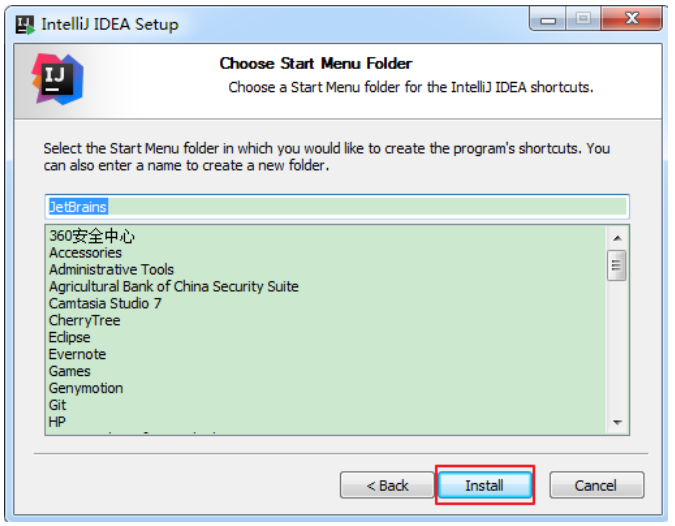 IntelliJ IDEA Setup
IJ
Choose Start Menu Folder
Choose a Start Menu folder for the IntelliJ IDEA shortcuts.
Select the Start Menu folder in which you would like to create the program's shortcuts. You
can also enter a name to create a new folder.
JetBrains
360安全中心
Accessories
Administrative Tools
Agricultural Bank of China Security Suite
Camtasia Studio 7
CherryTree
Eclipse
Evernote
Games
Genymotion
Git
HP
< Back
Install
Cancel